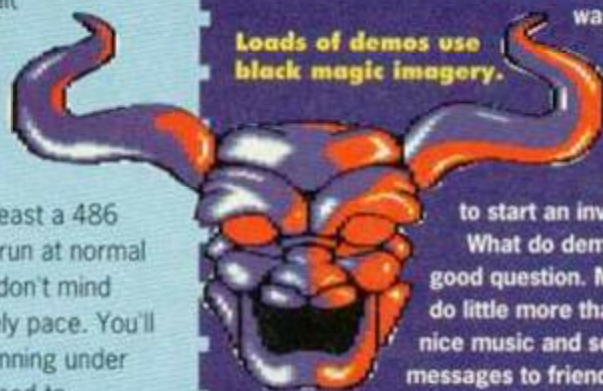 Loads of demos use
black magic imagery.
east a 486
run at normal
don't mind
ly pace. You'll
nning under
to start an inv
What do dem
good question. M
do little more tha
nice music and so
messages to friend